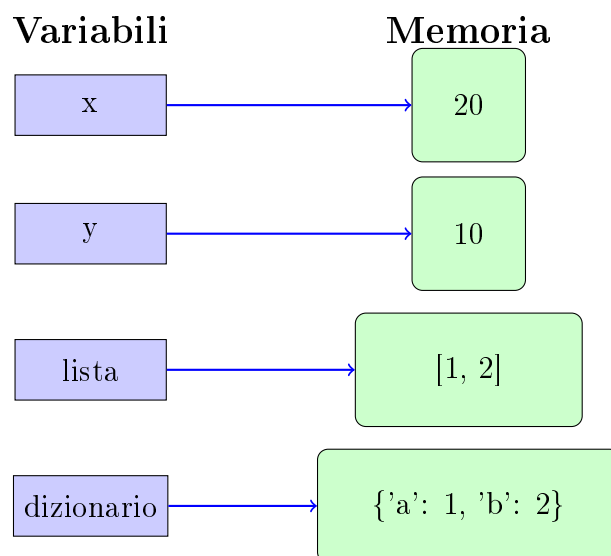 Variabili Memoria
x 20
y 10
lista [1, 2]
dizionario {'a': 1, 'b': 2}